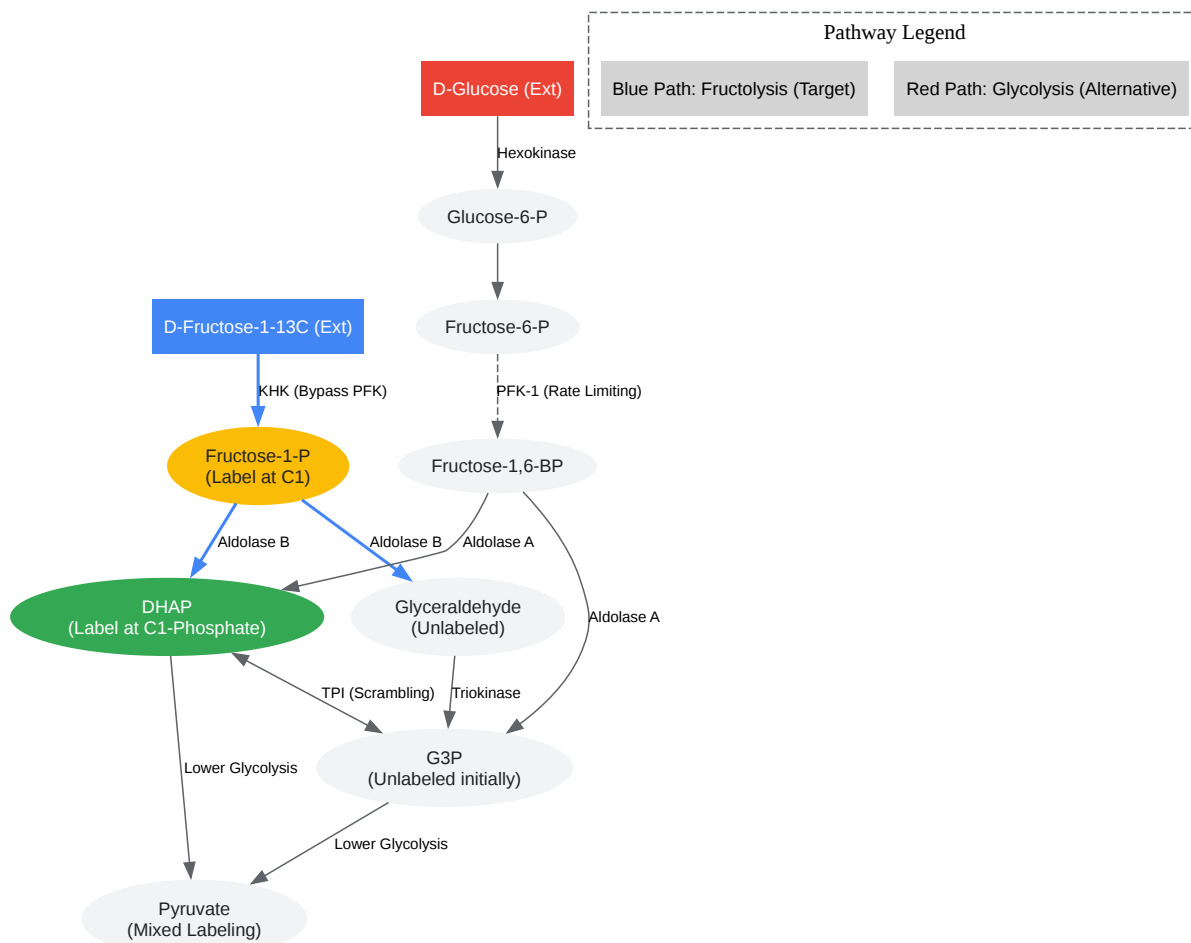 Pathway Legend
D-Glucose (Ext)
Blue Path: Fructolysis (Target)
Red Path: Glycolysis (Alternative)
Hexokinase
Glucose-6-P
D-Fructose-1-13C (Ext)
Fructose-6-P
KHK (Bypass PFK)
PFK-1 (Rate Limiting)
Fructose-1-P
(Label at C1)
Fructose-1,6-BP
Aldolase B
Aldolase B
Aldolase A
DHAP
(Label at C1-Phosphate)
Glyceraldehyde
(Unlabeled)
Aldolase A
TPI (Scrambling)
Triokinase
G3P
(Unlabeled initially)
Lower Glycolysis
Lower Glycolysis
Pyruvate
(Mixed Labeling)